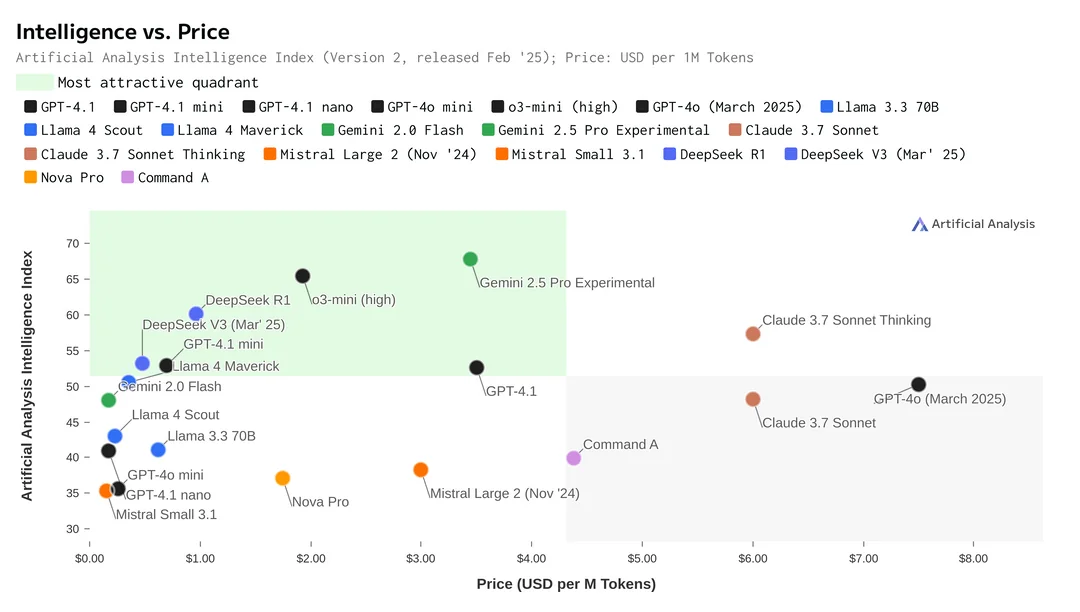 Intelligence vs. Price
Artificial Analysis Intelligence Index (Version 2, released Feb '25); Price: USD per 1M Tokens
Most attractive quadrant
GPT-4.1 GPT-4.1 mini GPT-4.1 nano GPT-4o mini o3-mini (high) GPT-4o (March 2025) Llama 3.3 70B
Llama 4 Scout Llama 4 Maverick Gemini 2.0 Flash Gemini 2.5 Pro Experimental Claude 3.7 Sonnet
Claude 3.7 Sonnet Thinking Mistral Large 2 (Nov '24) Mistral Small 3.1 DeepSeek R1 DeepSeek V3 (Mar' 25)
Nova Pro Command A
Artificial Analysis
Artificial Analysis Intelligence Index
70
65
60
55
50
45
40
35
30
Gemini 2.5 Pro Experimental
DeepSeek R1
o3-mini (high)
Claude 3.7 Sonnet Thinking
DeepSeek V3 (Mar' 25)
GPT-4.1 mini
Llama 4 Maverick
Gemini 2.0 Flash
GPT-4.1
GPT-4o (March 2025)
Llama 4 Scout
Claude 3.7 Sonnet
Llama 3.3 70B
Command A
GPT-4o mini
GPT-4.1 nano
Mistral Large 2 (Nov '24)
Nova Pro
Mistral Small 3.1
$0.00 $1.00 $2.00 $3.00 $4.00 $5.00 $6.00 $7.00 $8.00
Price (USD per M Tokens)